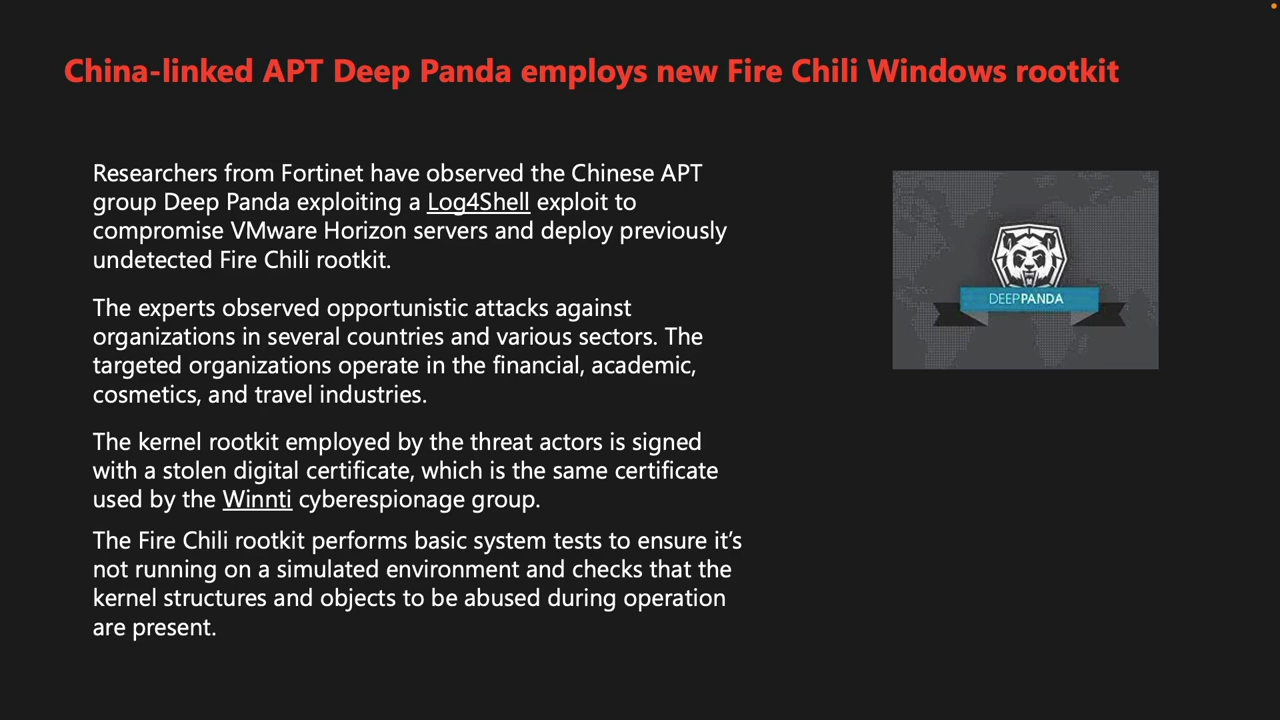 China-linked APT Deep Panda employs new Fire Chili Windows rootkit
Researchers from Fortinet have observed the Chinese APT
group Deep Panda exploiting a Log4Shell exploit to
compromise VMware Horizon servers and deploy previously
undetected Fire Chili rootkit.
The experts observed opportunistic attacks against
organizations in several countries and various sectors. The
targeted organizations operate in the financial, academic,
cosmetics, and travel industries.
The kernel rootkit employed by the threat actors is signed
with a stolen digital certificate, which is the same certificate
used by the Winnti cyberespionage group.
The Fire Chili rootkit performs basic system tests to ensure it’s
not running on a simulated environment and checks that the
kernel structures and objects to be abused during operation
are present.
DEEPPANDA